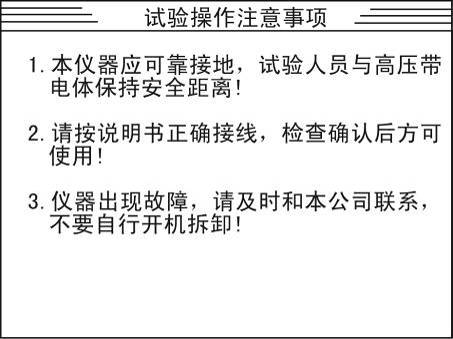 试验操作注意事项
1.本仪器应可靠接地，试验人员与高压带
电体保持安全距离!
2.请按说明书正确接线，检查确认后方可
使用!
3.仪器出现故障，请及时和本公司联系，
不要自行开机拆卸!